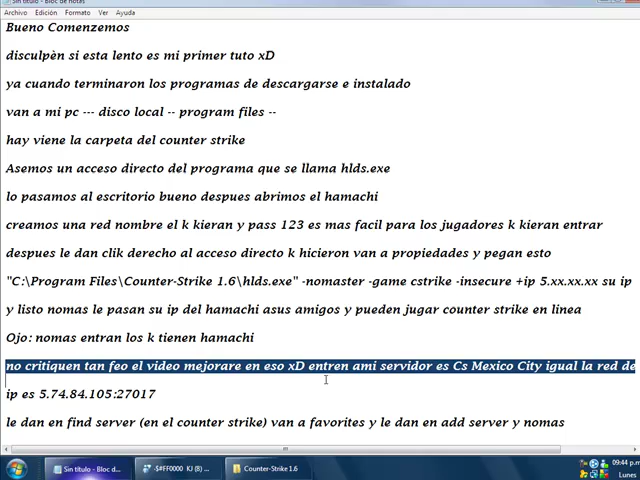 Sin título - Bloc de notas
Archivo Edición Formato Ver Ayuda
Bueno Comenzemos
disculpèn si esta lento es mi primer tuto xD
ya cuando terminaron los programas de descargarse e instalado
van a mi pc --- disco local -- program files --
hay viene la carpeta del counter strike
Asemos un acceso directo del programa que se llama hlds.exe
lo pasamos al escritorio bueno despues abrimos el hamachi
creamos una red nombre el k kieran y pass 123 es mas facil para los jugadores k kieran entrar
despues le dan clik derecho al acceso directo k hicieron van a propiedades y pegan esto
"C:\Program Files\Counter-Strike 1.6\hlds.exe" -nomaster -game cstrike -insecure +ip 5.xx.xx.xx su ip
y listo nomas le pasan su ip del hamachi asus amigos y pueden jugar counter strike en linea
Ojo: nomas entran los k tienen hamachi
no critiquen tan feo el video mejorare en eso xD entren ami servidor es Cs Mexico City igual la red de
ip es 5.74.84.105:27017
le dan en find server (en el counter strike) van a favorites y le dan en add server y nomas
Sin título - Bloc d...
-$#FF0000 KJ (B) ...
Counter-Strike 1.6
09:44 p.m
Lunes